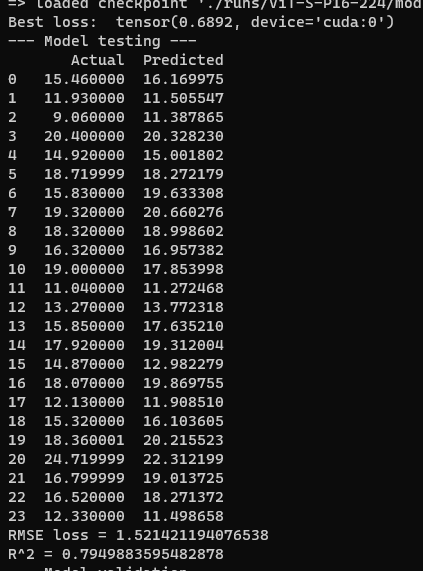 => loaded checkpoint './runs/ViT-S-P16-224/mod
Best loss:  tensor(0.6892, device='cuda:0')
--- Model testing ---
       Actual  Predicted
0   15.460000  16.169975
1   11.930000  11.505547
2    9.060000  11.387865
3   20.400000  20.328230
4   14.920000  15.001802
5   18.719999  18.272179
6   15.830000  19.633308
7   19.320000  20.660276
8   18.320000  18.998602
9   16.320000  16.957382
10  19.000000  17.853998
11  11.040000  11.272468
12  13.270000  13.772318
13  15.850000  17.635210
14  17.920000  19.312004
15  14.870000  12.982279
16  18.070000  19.869755
17  12.130000  11.908510
18  15.320000  16.103605
19  18.360001  20.215523
20  24.719999  22.312199
21  16.799999  19.013725
22  16.520000  18.271372
23  12.330000  11.498658
RMSE loss = 1.521421194076538
R^2 = 0.7949883595482878
--- Model validation